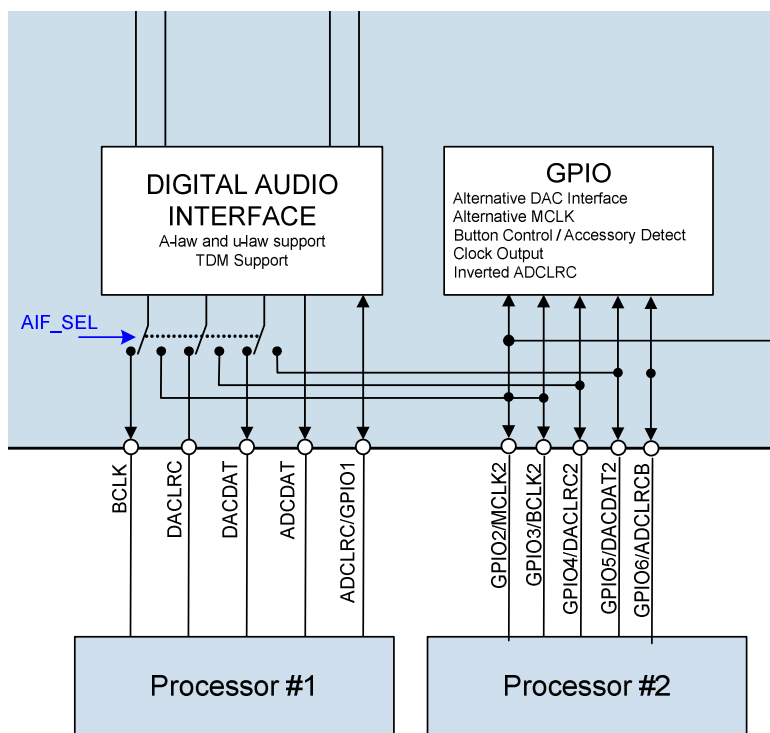 DIGITAL AUDIO
INTERFACE
A-law and u-law support
TDM Support
GPIO
Alternative DAC Interface
Alternative MCLK
Button Control / Accessory Detect
Clock Output
Inverted ADCLRC
AIF_SEL
BCLK
DACLRC
DACDAT
ADCDAT
ADCLRC/GPIO1
GPIO2/MCLK2
GPIO3/BCLK2
GPIO4/DACLRC2
GPIO5/DACDAT2
GPIO6/ADCLRCB
Processor #1
Processor #2